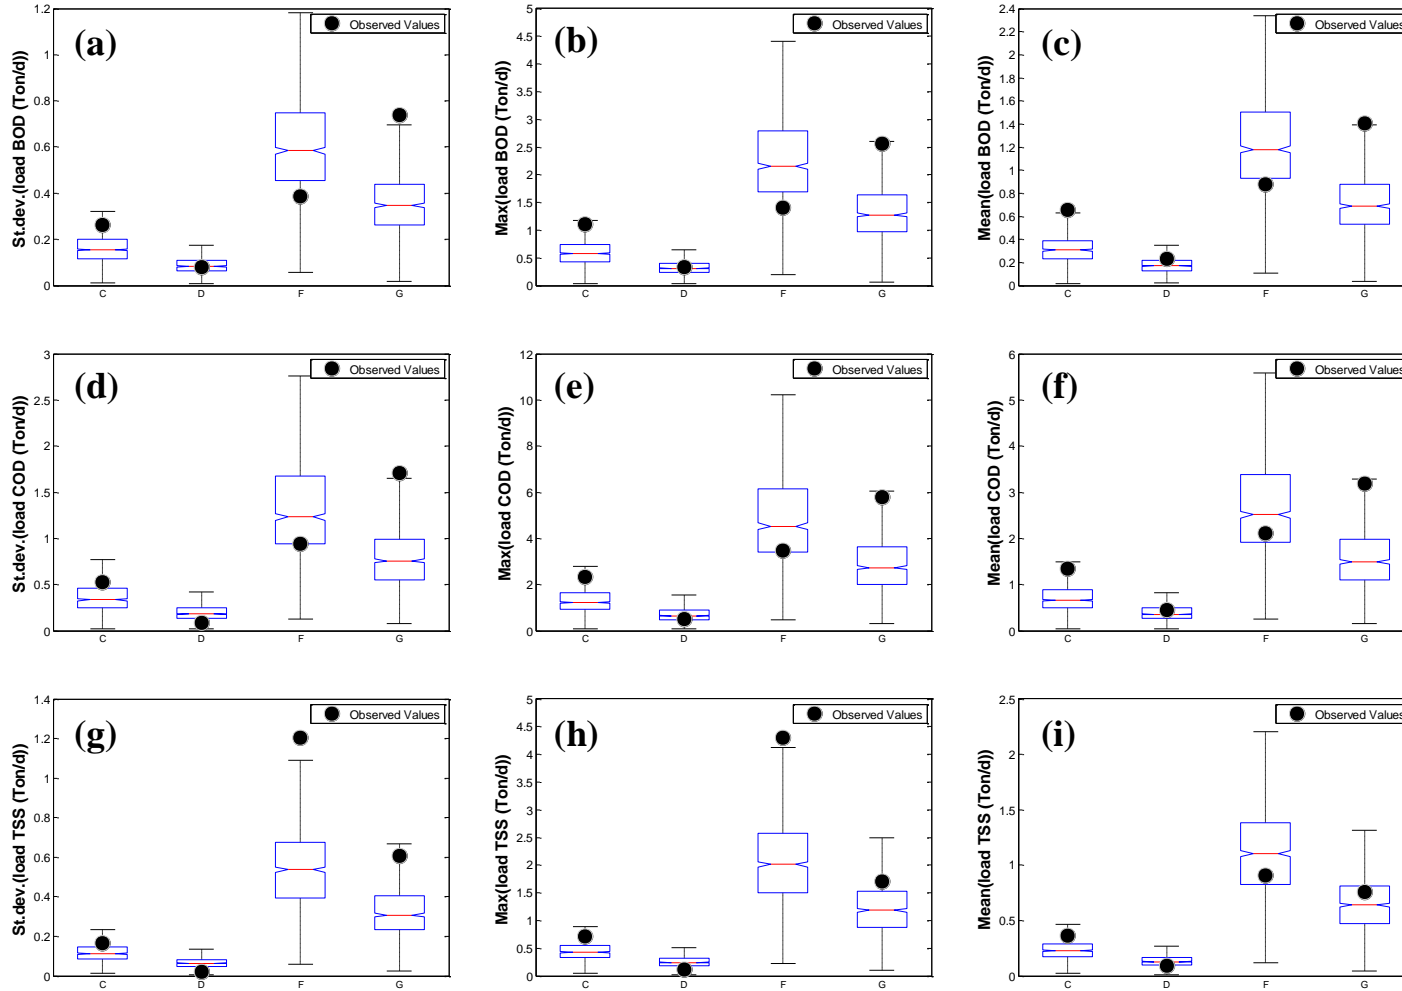 (a)
St.dev.(load BOD (Ton/d))
1.2
1
0.8
0.6
0.4
0.2
0
C D F G
Observed Values
(b)
Max(load BOD (Ton/d))
5
4.5
4
3.5
3
2.5
2
1.5
1
0.5
0
C D F G
Observed Values
(c)
Mean(load BOD (Ton/d))
2.4
2.2
2
1.8
1.6
1.4
1.2
1
0.8
0.6
0.4
0.2
0
C D F G
Observed Values
(d)
St.dev.(load COD (Ton/d))
3
2.5
2
1.5
1
0.5
0
C D F G
Observed Values
(e)
Max(load COD (Ton/d))
12
10
8
6
4
2
0
C D F G
Observed Values
(f)
Mean(load COD (Ton/d))
6
5
4
3
2
1
0
C D F G
Observed Values
(g)
St.dev.(load TSS (Ton/d))
1.4
1.2
1
0.8
0.6
0.4
0.2
0
C D F G
Observed Values
(h)
Max(load TSS (Ton/d))
5
4.5
4
3.5
3
2.5
2
1.5
1
0.5
0
C D F G
Observed Values
(i)
Mean(load TSS (Ton/d))
2.5
2
1.5
1
0.5
0
C D F G
Observed Values